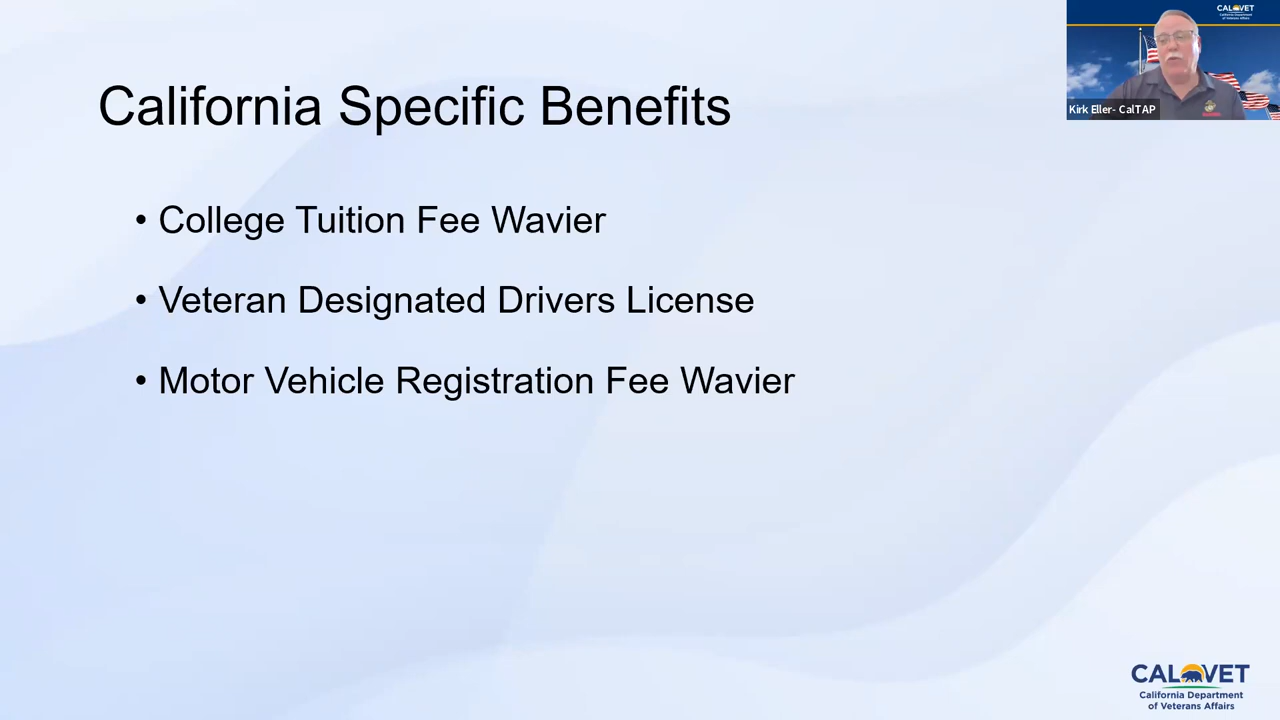 California Specific Benefits
• College Tuition Fee Wavier
• Veteran Designated Drivers License
• Motor Vehicle Registration Fee Wavier
CALVET
Kirk Eller- CalTAP
CALVET
California Department
of Veterans Affairs